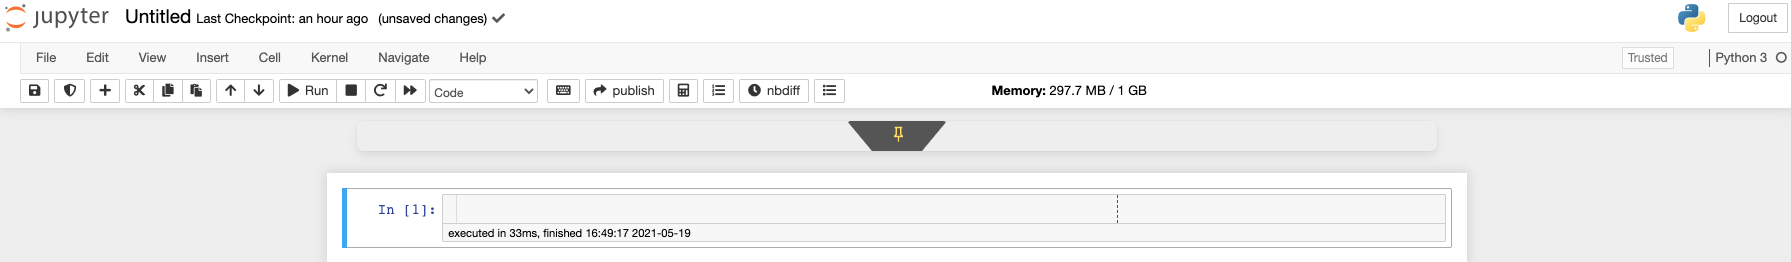 jupyter Untitled Last Checkpoint: an hour ago (unsaved changes) Logout
File Edit View Insert Cell Kernel Navigate Help Trusted Python 3
Run Code publish nbdiff Memory: 297.7 MB / 1 GB
In [1]:
executed in 33ms, finished 16:49:17 2021-05-19